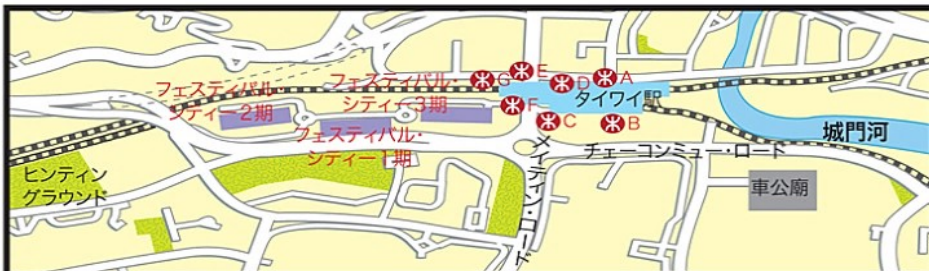 フェスティバル・
シティー2期
フェスティバル・
シティー3期
フェスティバル・
シティー1期
G
E
D
A
F
C
B
タイワイ駅
城門河
チェーコンミュー・ロード
メイティン・ロード
車公廟
ヒンティン
グラウンド